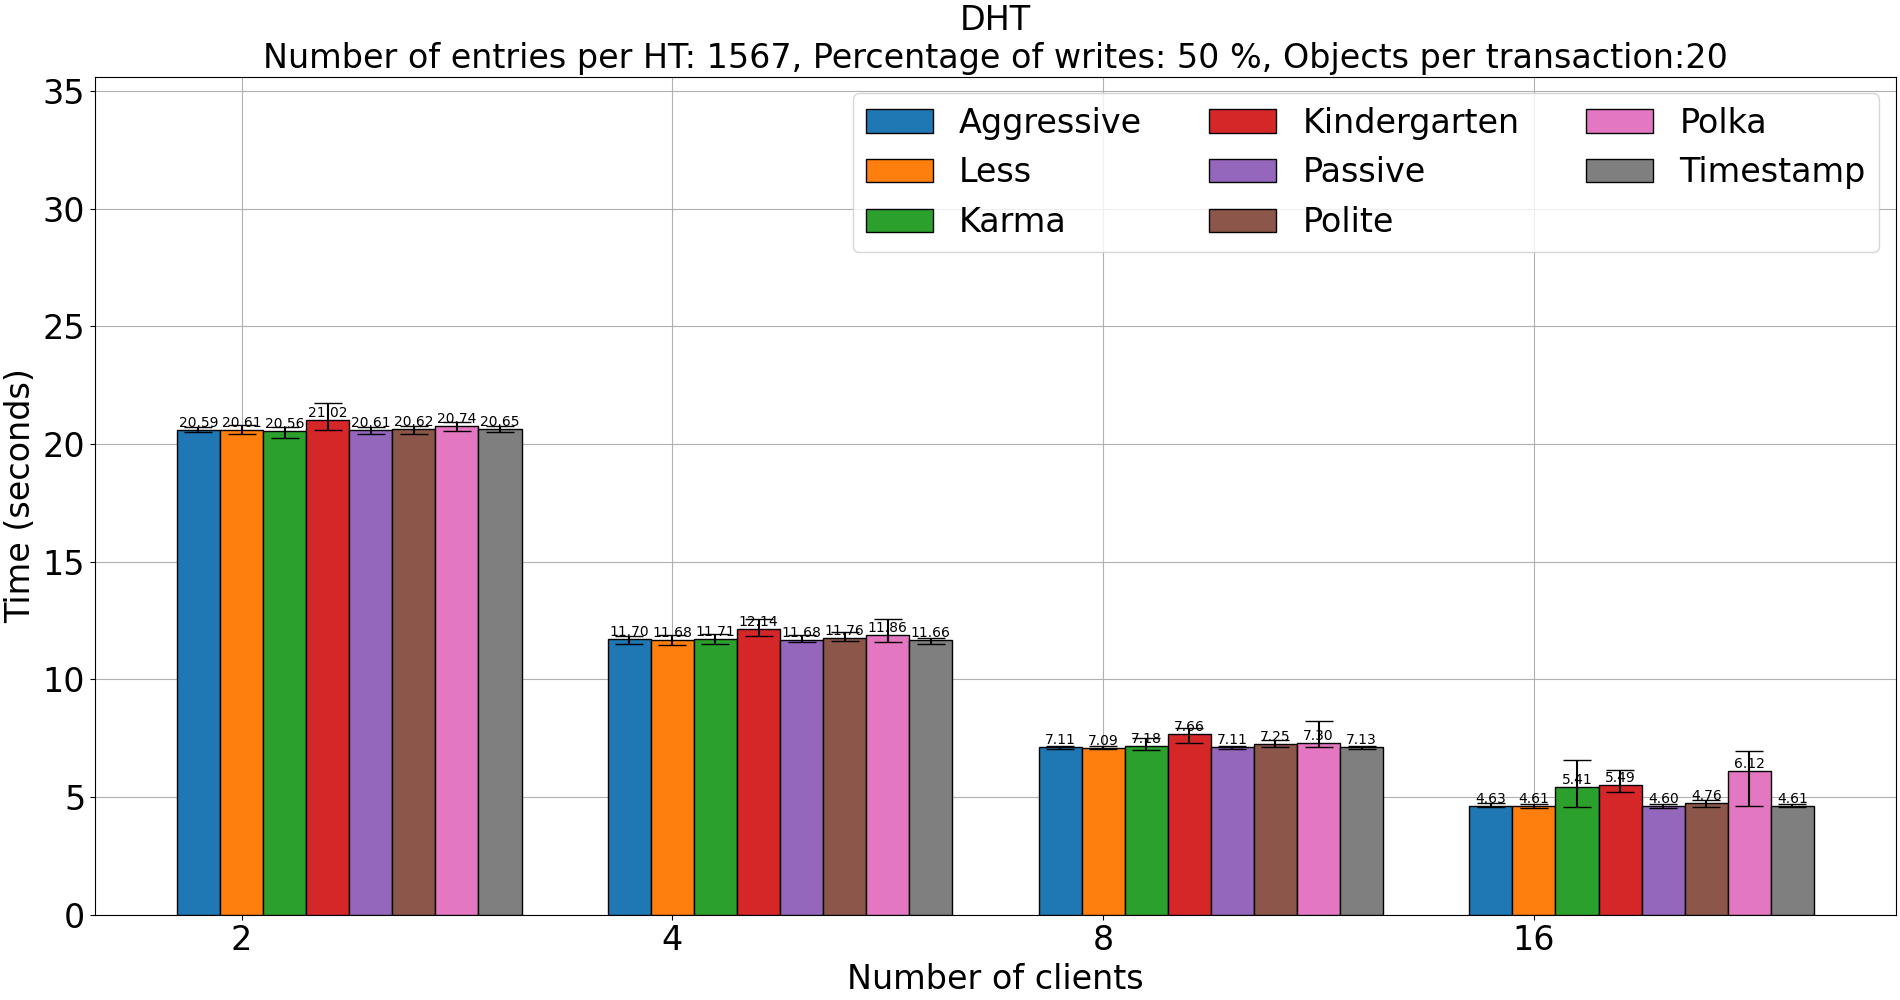 DHT
Number of entries per HT: 1567, Percentage of writes: 50 %, Objects per transaction:20
35
30
25
20
15
10
5
0
Time (seconds)
Aggressive
Less
Karma
Kindergarten
Passive
Polite
Polka
Timestamp
20.59 20.61 20.56 21.02 20.61 20.62 20.74 20.65
11.70 11.68 11.71 12.14 11.68 11.76 11.86 11.66
7.11 7.09 7.18 7.66 7.11 7.25 7.30 7.13
4.63 4.61 5.41 5.49 4.60 4.76 6.12 4.61
2 4 8 16
Number of clients